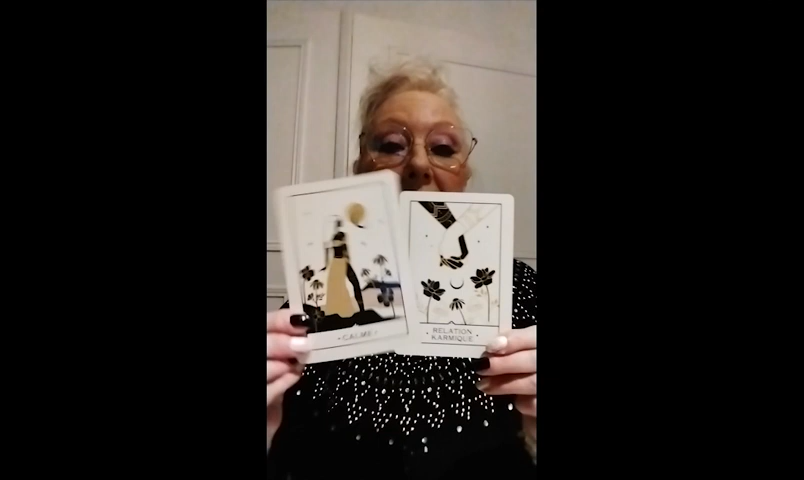 • CALME •
• RELATION
KARMIQUE •